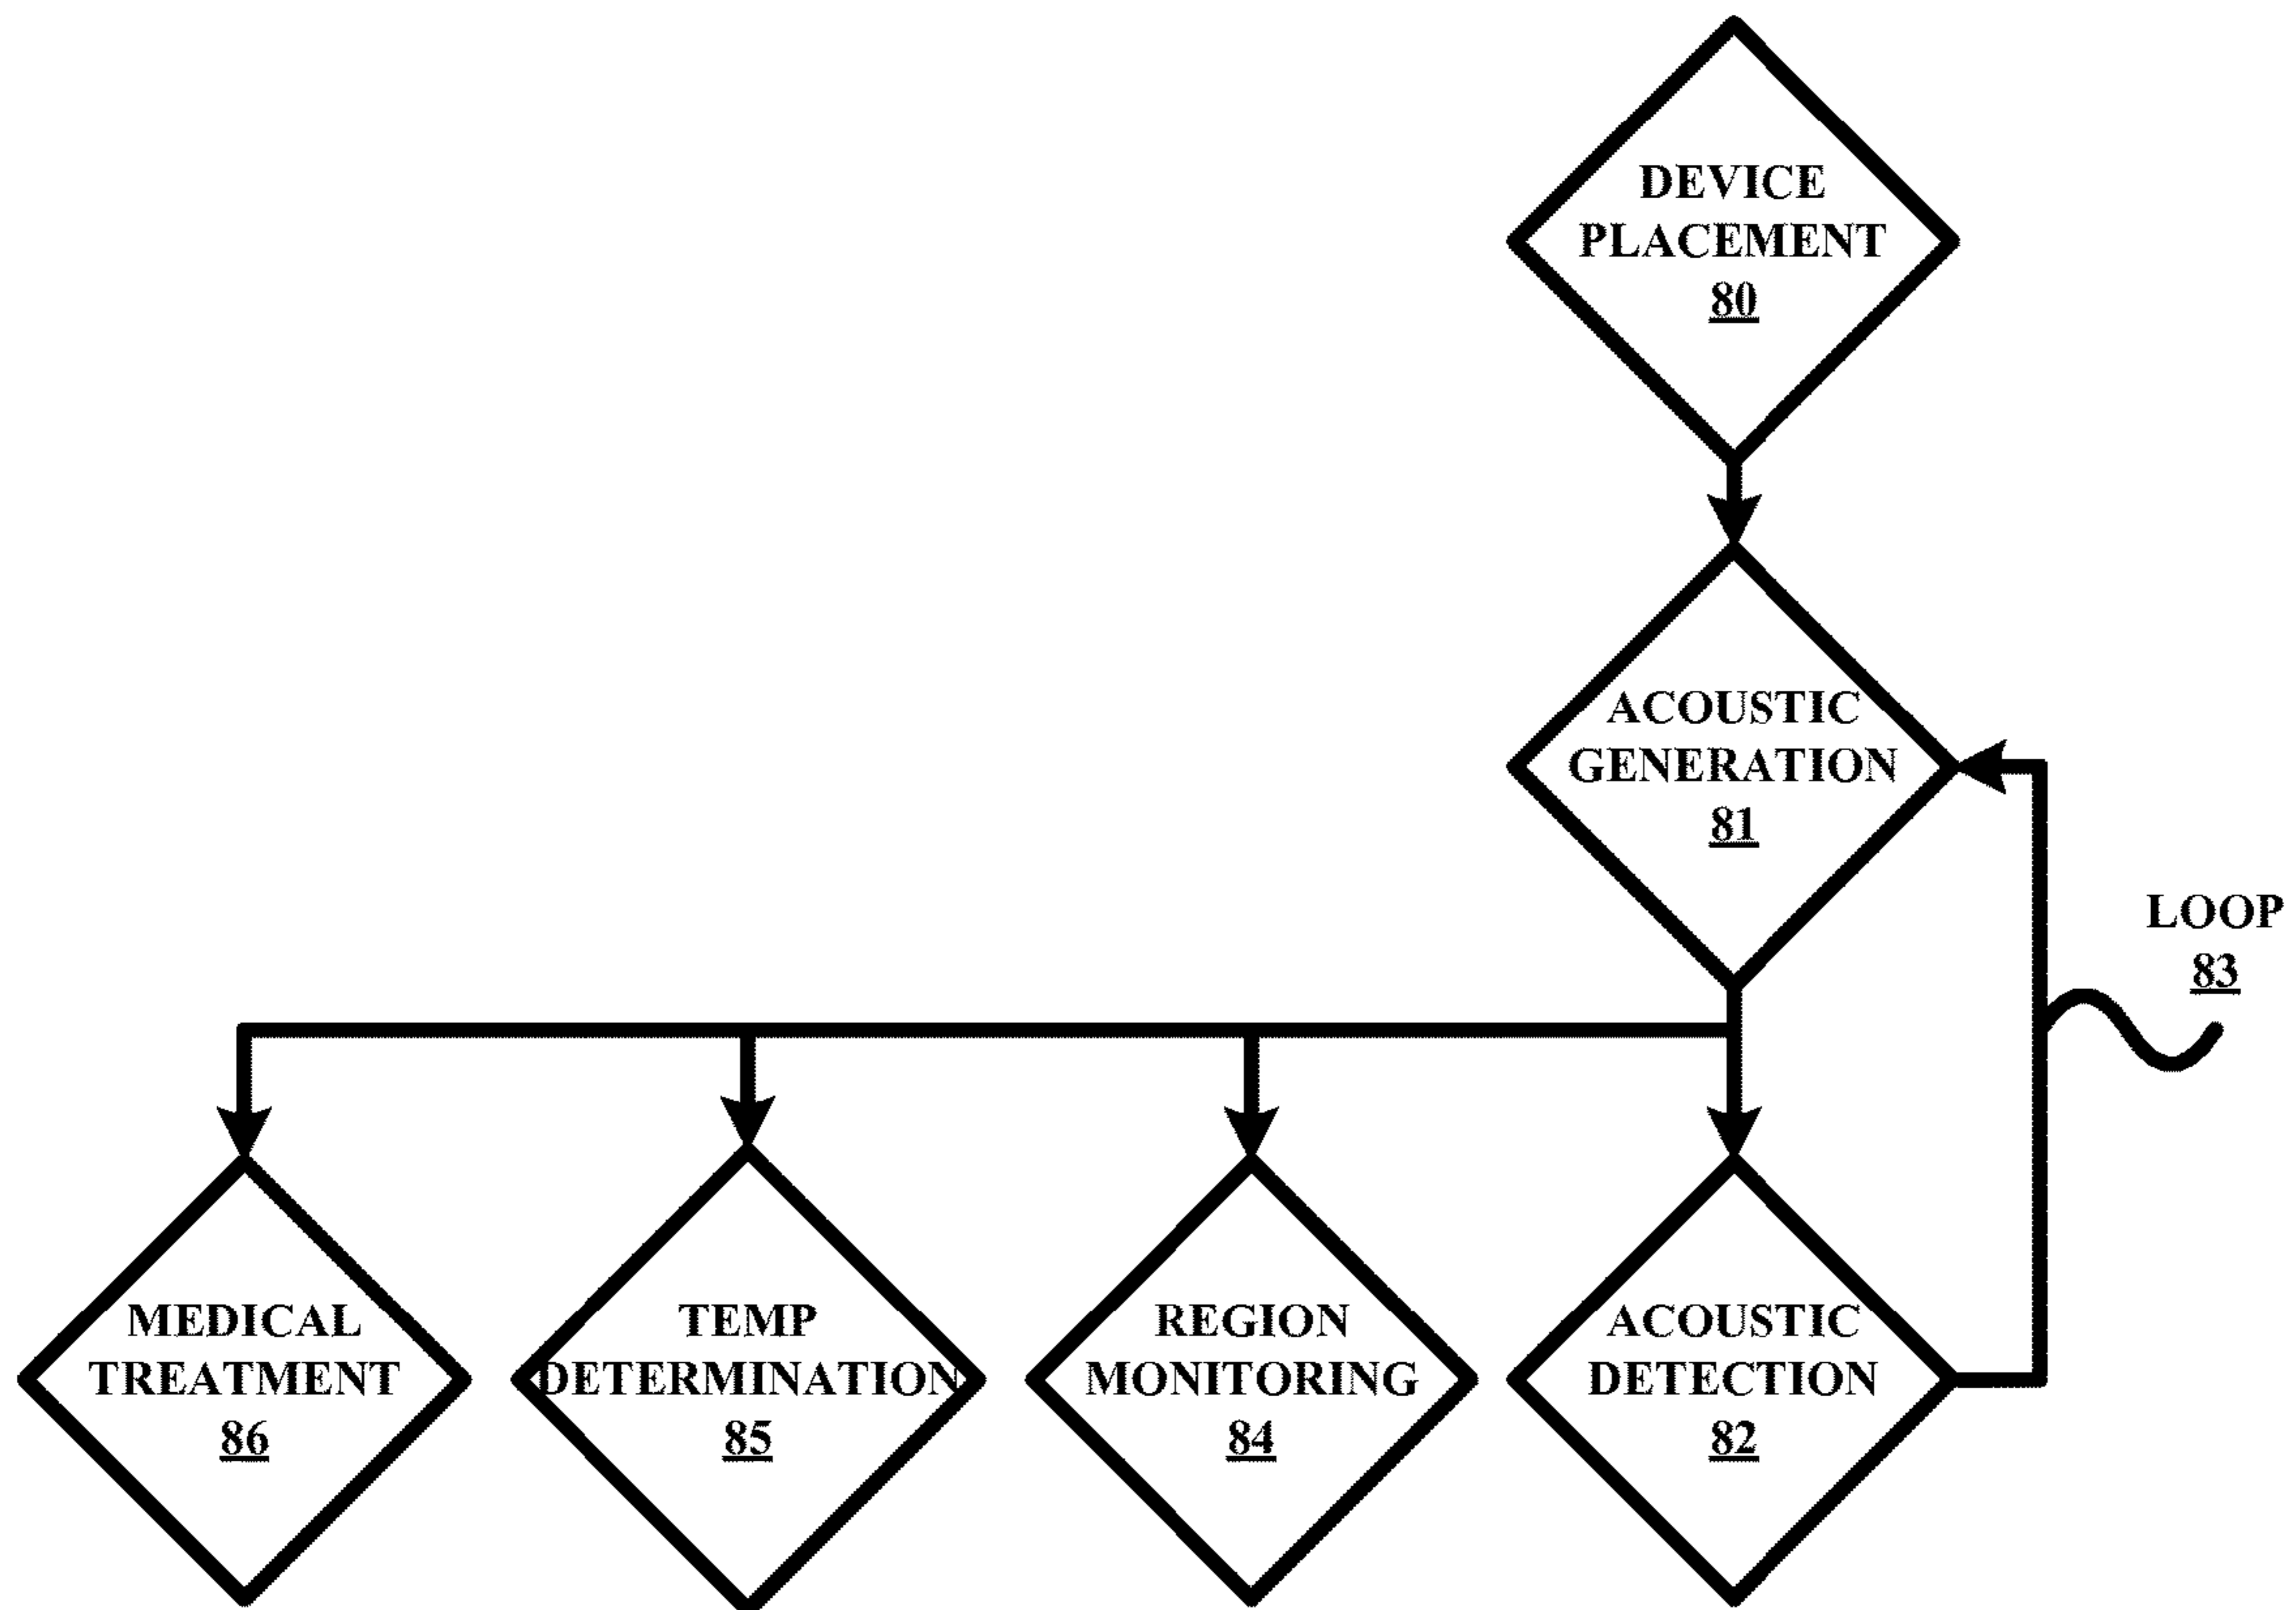 DEVICE
PLACEMENT
80
ACOUSTIC
GENERATION
81
LOOP
83
MEDICAL
TREATMENT
86
TEMP
DETERMINATION
85
REGION
MONITORING
84
ACOUSTIC
DETECTION
82